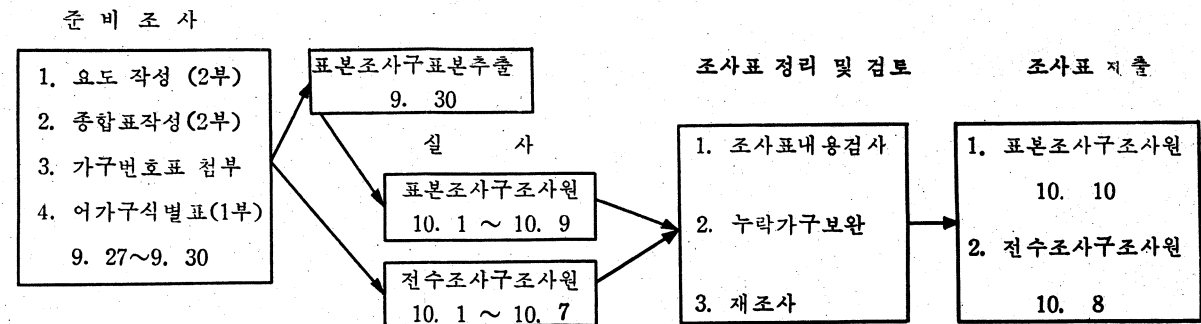 준 비 조 사
1. 요도 작성 (2부)
2. 종합표작성(2부)
3. 가구번호표 첨부
4. 어가구식별표(1부)
9. 27~9. 30
표본조사구표본추출
9. 30
실 사
표본조사구조사원
10. 1 ~ 10. 9
전수조사구조사원
10. 1 ~ 10. 7
조사표 정리 및 검토
1. 조사표내용검사
2. 누락가구보완
3. 재조사
조사표 제출
1. 표본조사구조사원
10. 10
2. 전수조사구조사원
10. 8